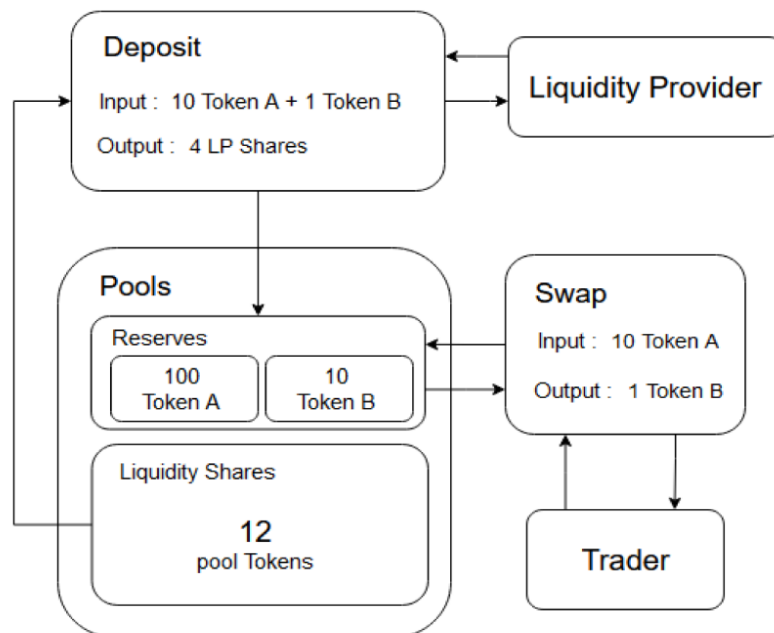 Deposit
Input : 10 Token A + 1 Token B
Output : 4 LP Shares
Liquidity Provider
Pools
Reserves
100
Token A
10
Token B
Liquidity Shares
12
pool Tokens
Swap
Input : 10 Token A
Output : 1 Token B
Trader